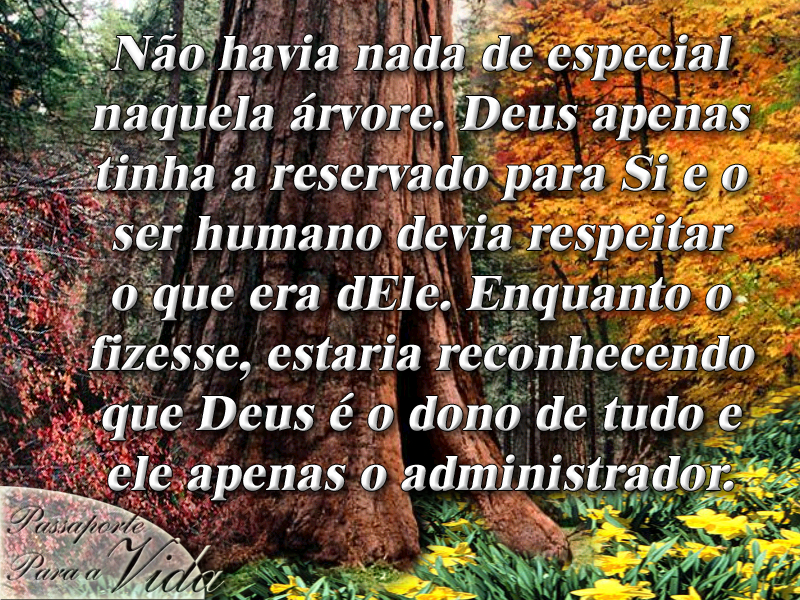 Não havia nada de especial
naquela árvore. Deus apenas
tinha a reservado para Si e o
ser humano devia respeitar
o que era dEle. Enquanto o
fizesse, estaria reconhecendo
que Deus é o dono de tudo e
ele apenas o administrador.
Passaporte
Para a Vida